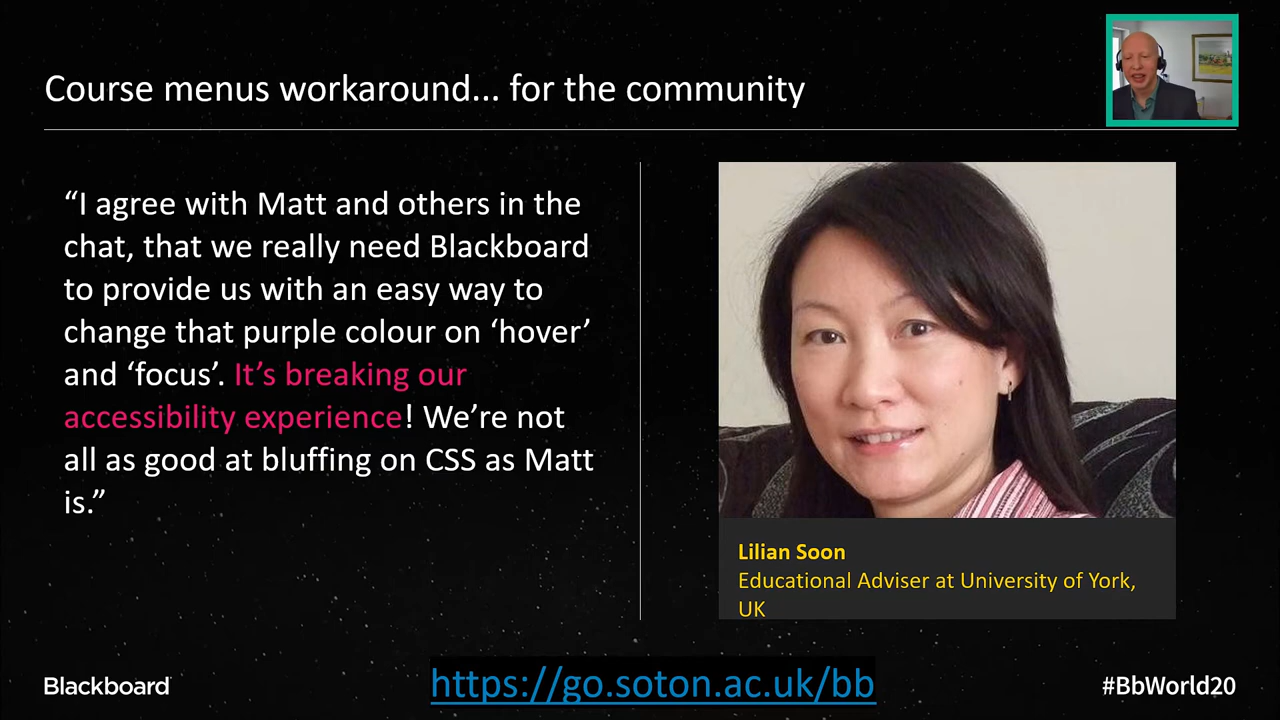 Course menus workaround... for the community
“I agree with Matt and others in the
chat, that we really need Blackboard
to provide us with an easy way to
change that purple colour on ‘hover’
and ‘focus’. It’s breaking our
accessibility experience! We’re not
all as good at bluffing on CSS as Matt
is.”
Lilian Soon
Educational Adviser at University of York,
UK
Blackboard
https://go.soton.ac.uk/bb
#BbWorld20